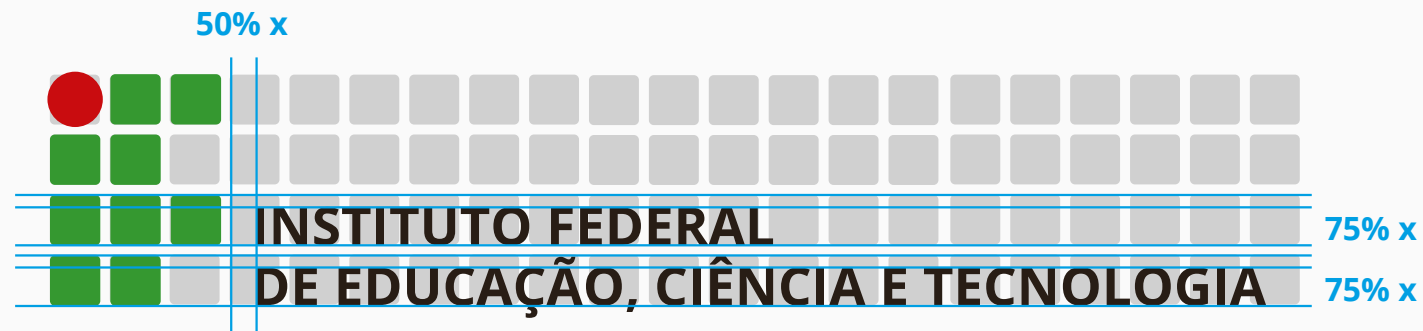 50% x
INSTITUTO FEDERAL
75% x
DE EDUCAÇÃO, CIÊNCIA E TECNOLOGIA
75% x